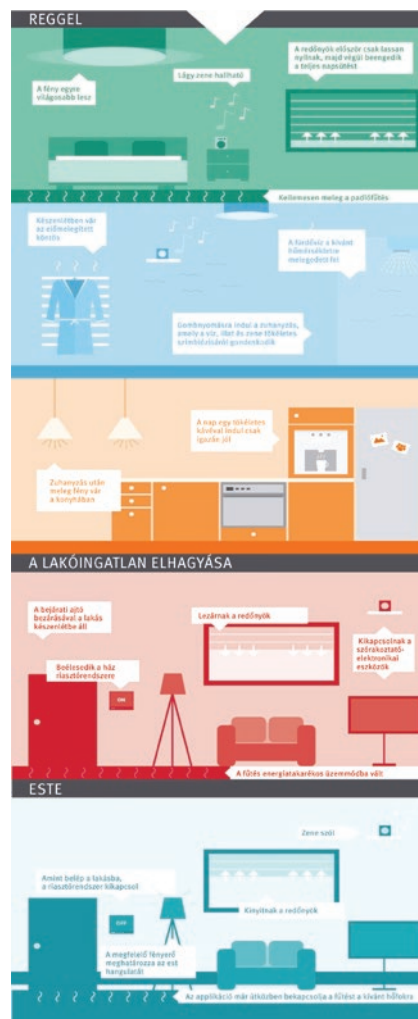 REGGEL
A redőnyök először csak lassan
nyílnak, majd végül beengedik
a teljes napsütést
Lágy zene hallható
A fény egyre
világosabb lesz
Kellemesen meleg a padlófűtés
Készenlétben vár
az előmelegített
köntös
A fürdővíz a kívánt
hőmérsékletre
melegedett fel
Gombnyomásra indul a zuhanyzás,
amely a víz, illat és zene tökéletes
szimbiózisáról gondoskodik
A nap egy tökéletes
kávéval indul csak
igazán jól
Zuhanyzás után
meleg fény vár
a konyhában
A LAKÓINGATLAN ELHAGYÁSA
A bejárati ajtó
bezárásával a lakás
készenlétbe áll
Lezárnak a redőnyök
Kikapcsolnak a
szórakoztató-
elektronikai
eszközök
Beélesedik a ház
riasztórendszere
ON
A fűtés energiatakarékos üzemmódba vált
ESTE
Zene szól
Amint belép a lakásba,
a riasztórendszer kikapcsol
OFF
Kinyílnak a redőnyök
A megfelelő fényerő
meghatározza az est
hangulatát
Az applikáció már útközben bekapcsolja a fűtést a kívánt hőfokra